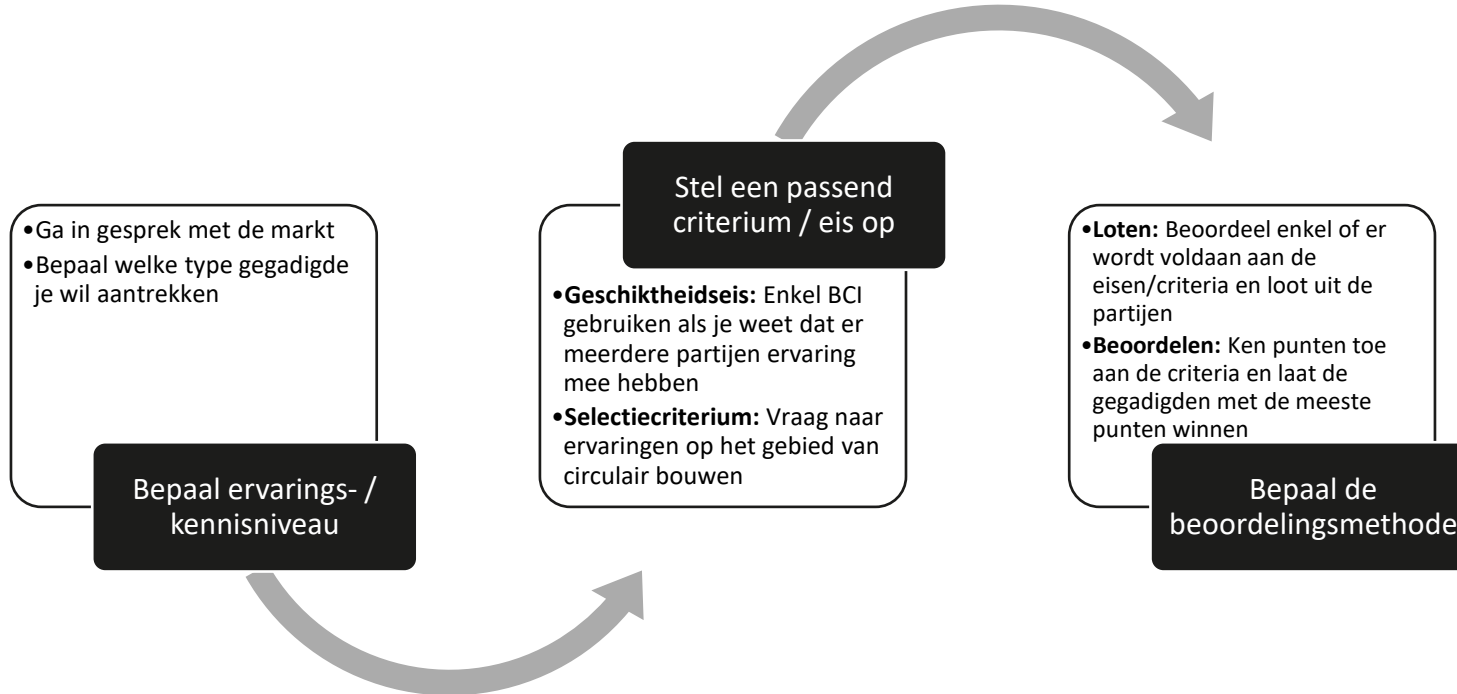 •Ga in gesprek met de markt
•Bepaal welke type gegadigde
je wil aantrekken
Bepaal ervarings- /
kennisniveau
Stel een passend
criterium / eis op
•Geschiktheidseis: Enkel BCI
gebruiken als je weet dat er
meerdere partijen ervaring
mee hebben
•Selectiecriterium: Vraag naar
ervaringen op het gebied van
circulair bouwen
•Loten: Beoordeel enkel of er
wordt voldaan aan de
eisen/criteria en loot uit de
partijen
•Beoordelen: Ken punten toe
aan de criteria en laat de
gegadigden met de meeste
punten winnen
Bepaal de
beoordelingsmethode